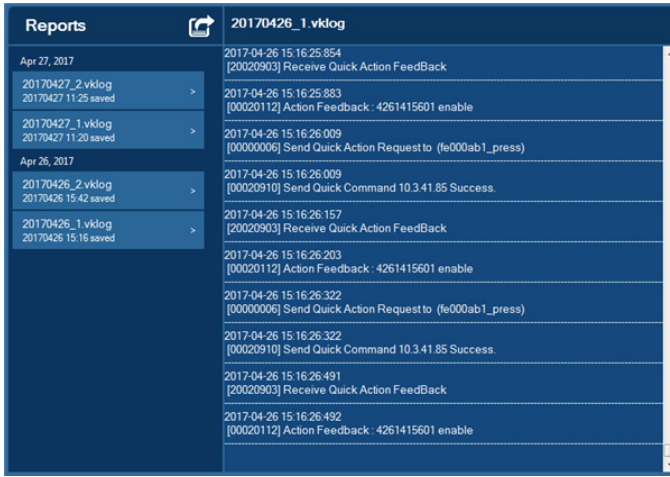 Reports
Apr 27, 2017
20170427_2.vklog
20170427 11:25 saved
>
20170427_1.vklog
20170427 11:20 saved
>
Apr 26, 2017
20170426_2.vklog
20170426 15:42 saved
>
20170426_1.vklog
20170426 15:16 saved
>
20170426_1.vklog
2017-04-26 15:16:25:854
[20020903] Receive Quick Action FeedBack
2017-04-26 15:16:25:883
[00020112] Action Feedback : 4261415601 enable
2017-04-26 15:16:26:009
[00000006] Send Quick Action Request to (fe000ab1_press)
2017-04-26 15:16:26:009
[00020910] Send Quick Command 10.3.41.85 Success.
2017-04-26 15:16:26:157
[20020903] Receive Quick Action FeedBack
2017-04-26 15:16:26:203
[00020112] Action Feedback : 4261415601 enable
2017-04-26 15:16:26:322
[00000006] Send Quick Action Request to (fe000ab1_press)
2017-04-26 15:16:26:322
[00020910] Send Quick Command 10.3.41.85 Success.
2017-04-26 15:16:26:491
[20020903] Receive Quick Action FeedBack
2017-04-26 15:16:26:492
[00020112] Action Feedback : 4261415601 enable